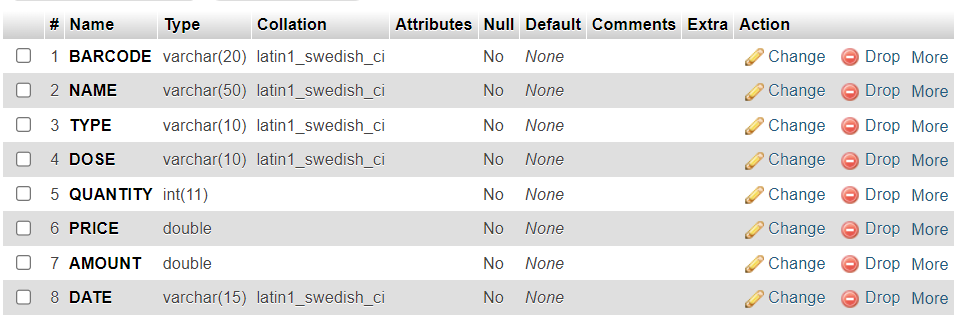 # Name Type Collation Attributes Null Default Comments Extra Action
1 BARCODE varchar(20) latin1_swedish_ci No None Change Drop More
2 NAME varchar(50) latin1_swedish_ci No None Change Drop More
3 TYPE varchar(10) latin1_swedish_ci No None Change Drop More
4 DOSE varchar(10) latin1_swedish_ci No None Change Drop More
5 QUANTITY int(11) No None Change Drop More
6 PRICE double No None Change Drop More
7 AMOUNT double No None Change Drop More
8 DATE varchar(15) latin1_swedish_ci No None Change Drop More